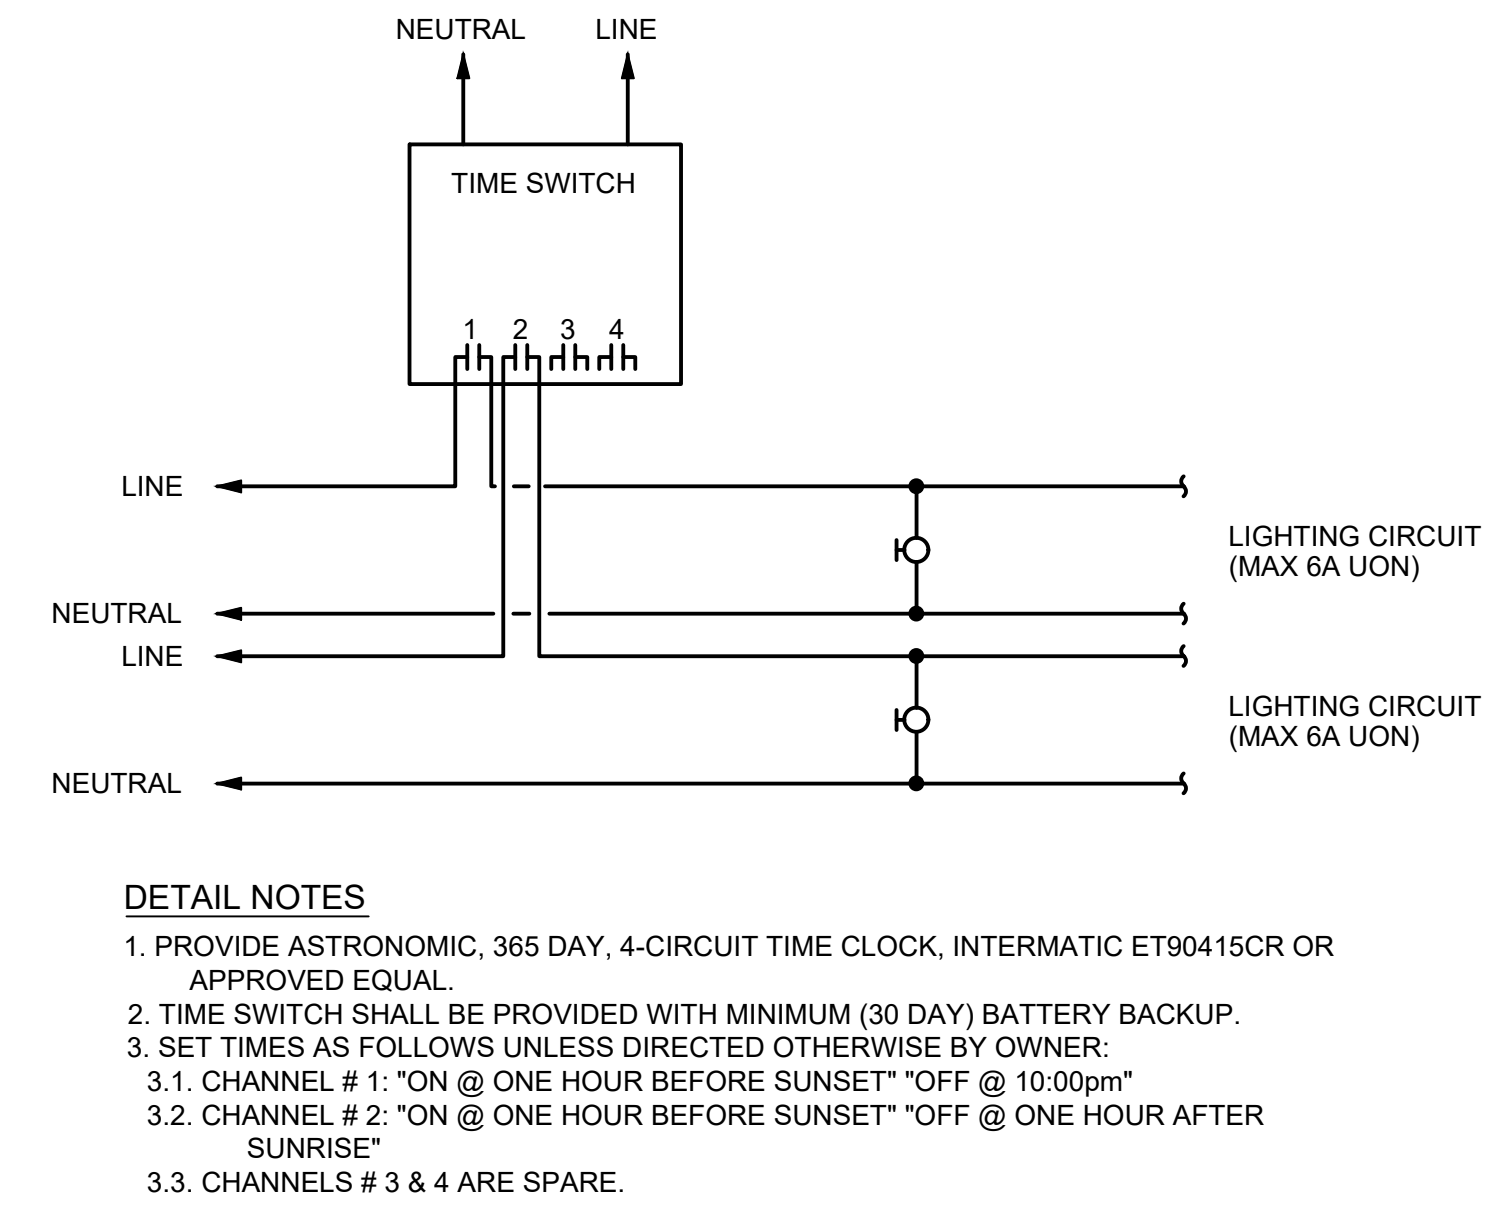 NEUTRAL LINE
TIME SWITCH
1 2 3 4
LINE
LIGHTING CIRCUIT
(MAX 6A UON)
NEUTRAL
LINE
LIGHTING CIRCUIT
(MAX 6A UON)
NEUTRAL
DETAIL NOTES
1. PROVIDE ASTRONOMIC, 365 DAY, 4-CIRCUIT TIME CLOCK, INTERMATIC ET90415CR OR
APPROVED EQUAL.
2. TIME SWITCH SHALL BE PROVIDED WITH MINIMUM (30 DAY) BATTERY BACKUP.
3. SET TIMES AS FOLLOWS UNLESS DIRECTED OTHERWISE BY OWNER:
3.1. CHANNEL # 1: "ON @ ONE HOUR BEFORE SUNSET" "OFF @ 10:00pm"
3.2. CHANNEL # 2: "ON @ ONE HOUR BEFORE SUNSET" "OFF @ ONE HOUR AFTER
SUNRISE"
3.3. CHANNELS # 3 & 4 ARE SPARE.